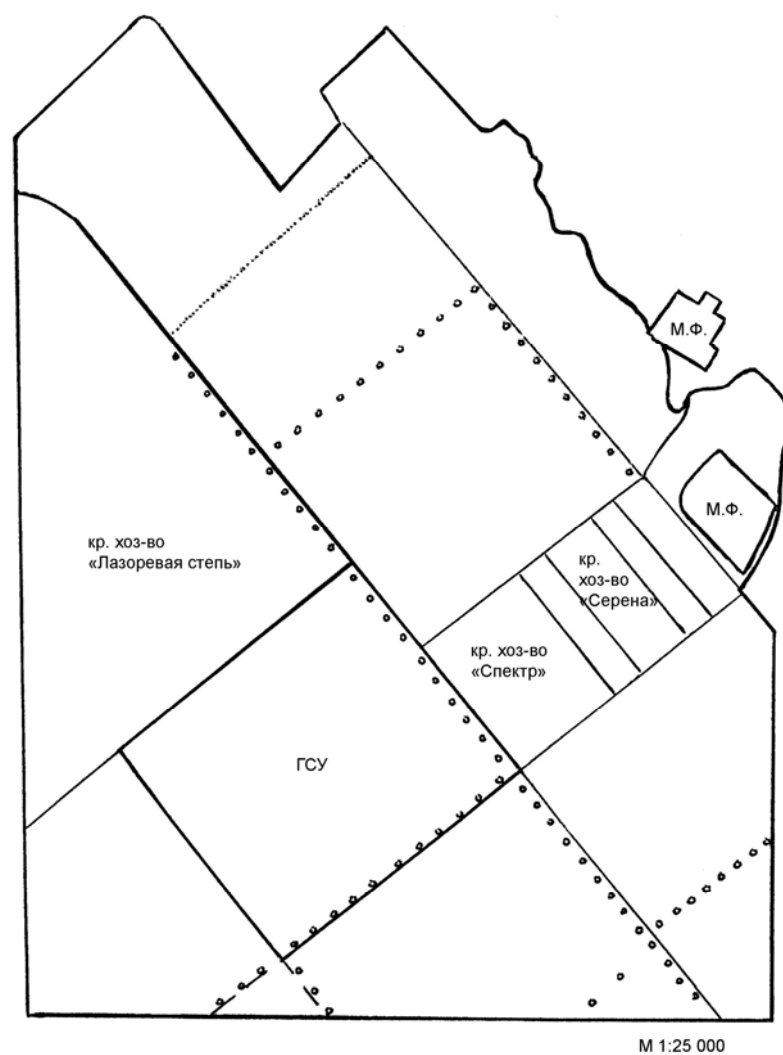 М.Ф.
М.Ф.
кр. хоз-во
«Лазоревая степь»
кр.
хоз-во
«Серена»
кр. хоз-во
«Спектр»
ГСУ
М 1:25 000